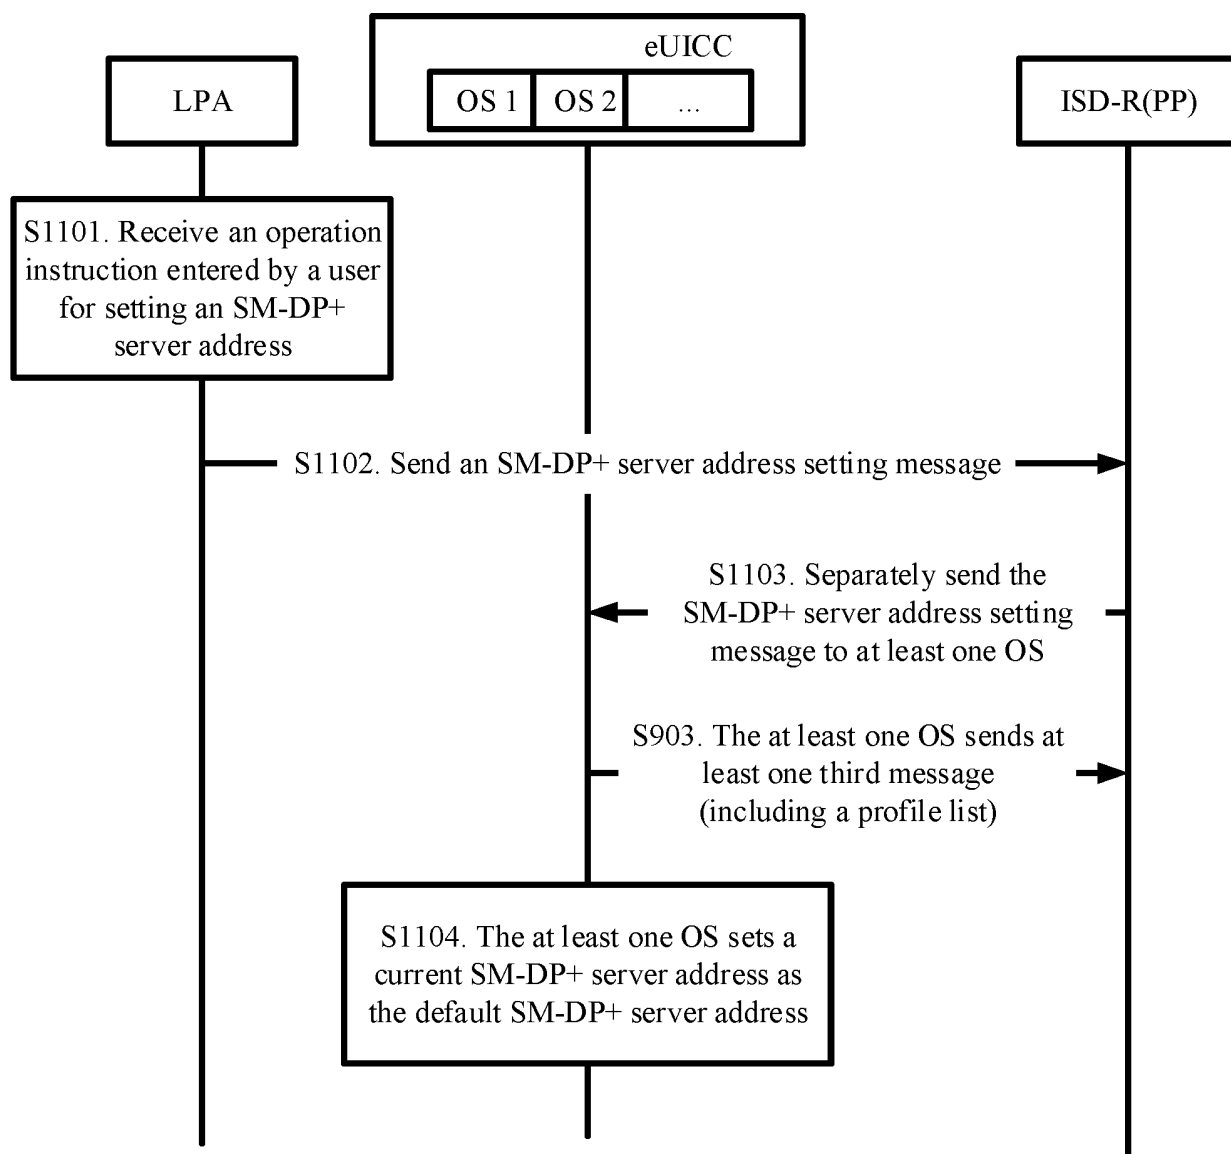 eUICC
LPA
OS 1
OS 2
...
ISD-R(PP)
S1101. Receive an operation
instruction entered by a user
for setting an SM-DP+
server address
S1102. Send an SM-DP+ server address setting message
S1103. Separately send the
SM-DP+ server address setting
message to at least one OS
S903. The at least one OS sends at
least one third message
(including a profile list)
S1104. The at least one OS sets a
current SM-DP+ server address as
the default SM-DP+ server address